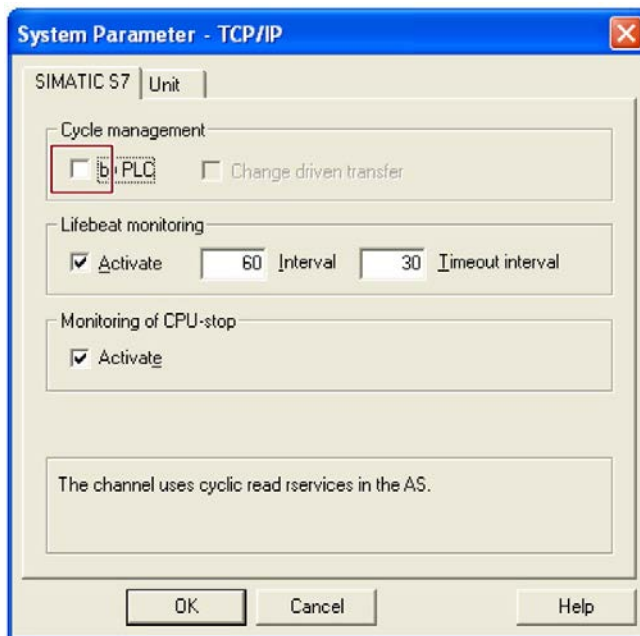 System Parameter - TCP/IP
SIMATIC S7 Unit
Cycle management
by PLC Change driven transfer
Lifebeat monitoring
Activate 60 Interval 30 Timeout interval
Monitoring of CPU-stop
Activate
The channel uses cyclic read rservices in the AS.
OK Cancel Help